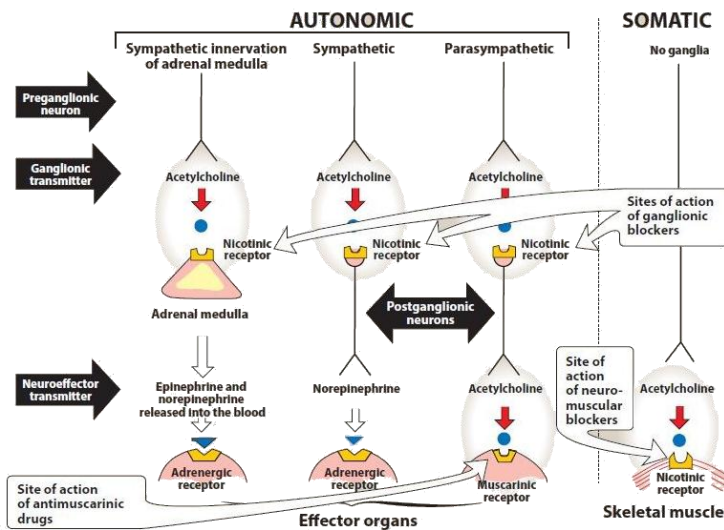 AUTONOMIC
SOMATIC
Sympathetic innervation
of adrenal medulla
Sympathetic
Parasympathetic
No ganglia
Preganglionic
neuron
Ganglionic
transmitter
Acetylcholine
Acetylcholine
Acetylcholine
Sites of action
of ganglionic
blockers
Nicotinic
receptor
Nicotinic
receptor
Nicotinic
receptor
Adrenal medulla
Postganglionic
neurons
Neuroeffector
transmitter
Epinephrine and
norepinephrine
released into the blood
Norepinephrine
Acetylcholine
Site of
action
of neuro-
muscular
blockers
Acetylcholine
Adrenergic
receptor
Adrenergic
receptor
Muscarinic
receptor
Nicotinic
receptor
Site of action
of antimuscarinic
drugs
Effector organs
Skeletal muscle